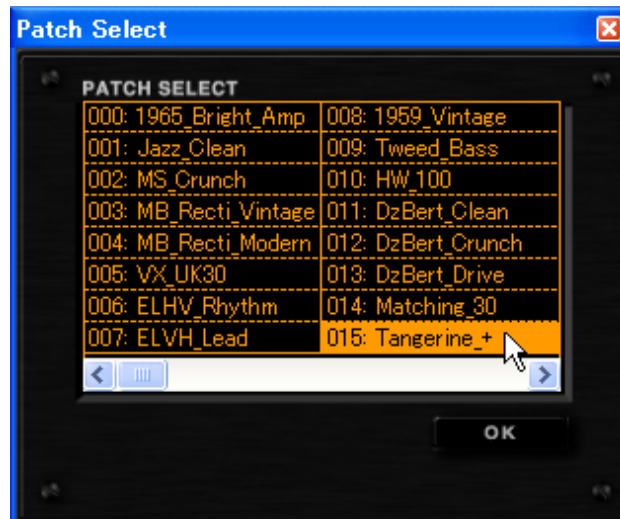 Patch Select
PATCH SELECT
000: 1965_Bright_Amp
001: Jazz_Clean
002: MS_Crunch
003: MB_Recti_Vintage
004: MB_Recti_Modern
005: VX_UK30
006: ELHV_Rhythm
007: ELVH_Lead
008: 1959_Vintage
009: Tweed_Bass
010: HW_100
011: DzBert_Clean
012: DzBert_Crunch
013: DzBert_Drive
014: Matching_30
015: Tangerine_+
OK